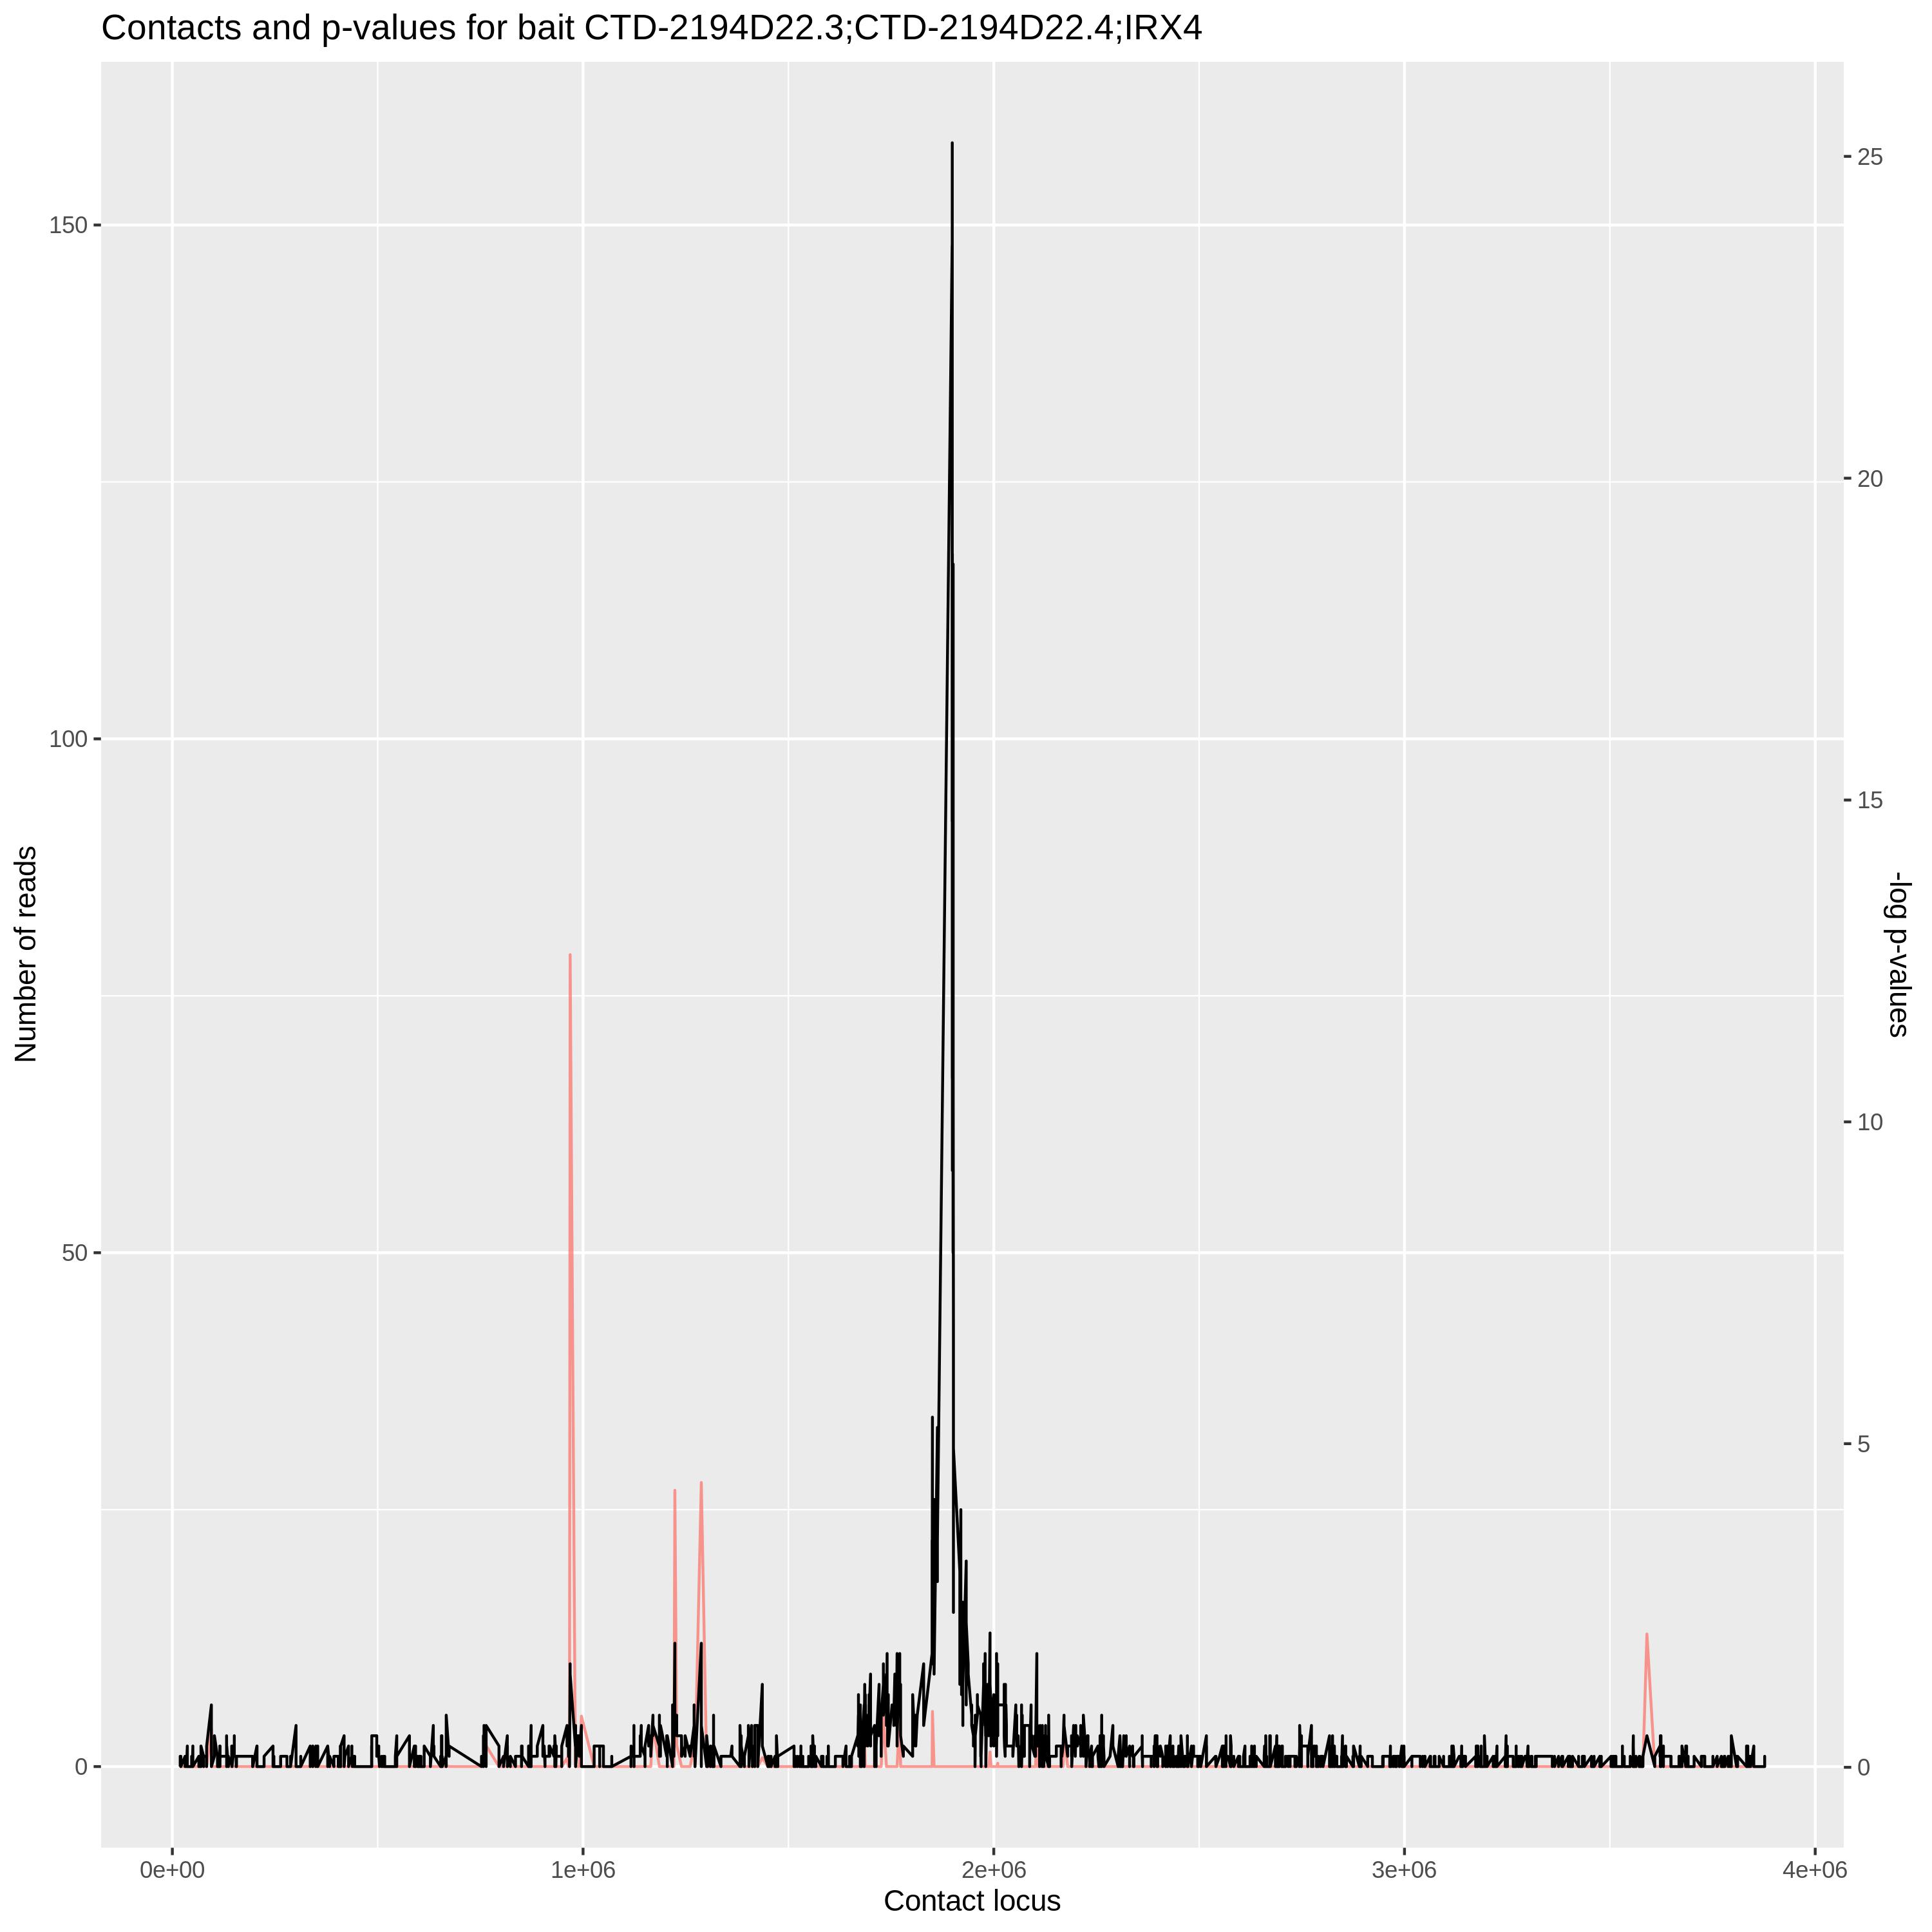 Contacts and p-values for bait CTD-2194D22.3;CTD-2194D22.4;IRX4
150
100
50
0
Number of reads
25
20
15
10
5
0
-log p-values
0e+00
1e+06
2e+06
3e+06
4e+06
Contact locus